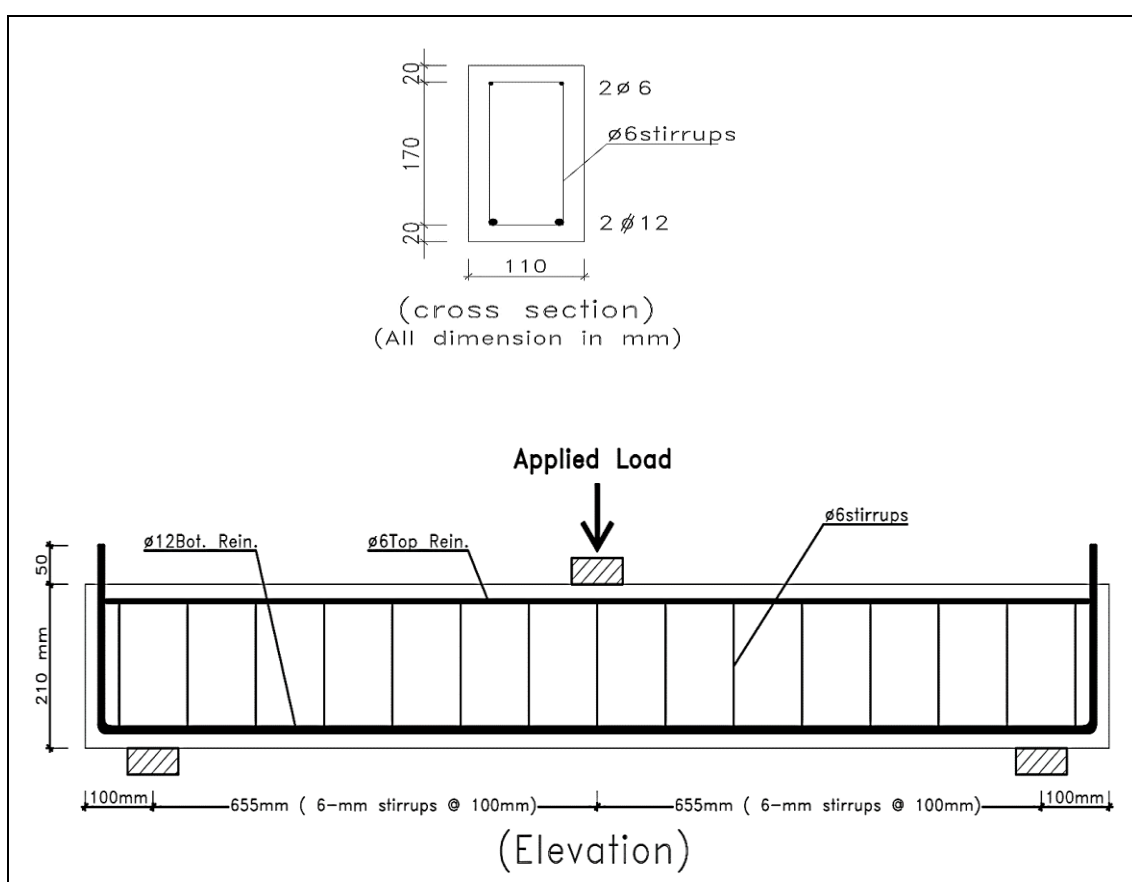 20
2ø6
170
ø6stirrups
20
2ø12
110
(cross section)
(All dimension in mm)
Applied Load
ø6stirrups
ø12Bot. Rein.
ø6Top Rein.
50
210 mm
100mm
655mm ( 6-mm stirrups @ 100mm)
655mm ( 6-mm stirrups @ 100mm)
100mm
(Elevation)